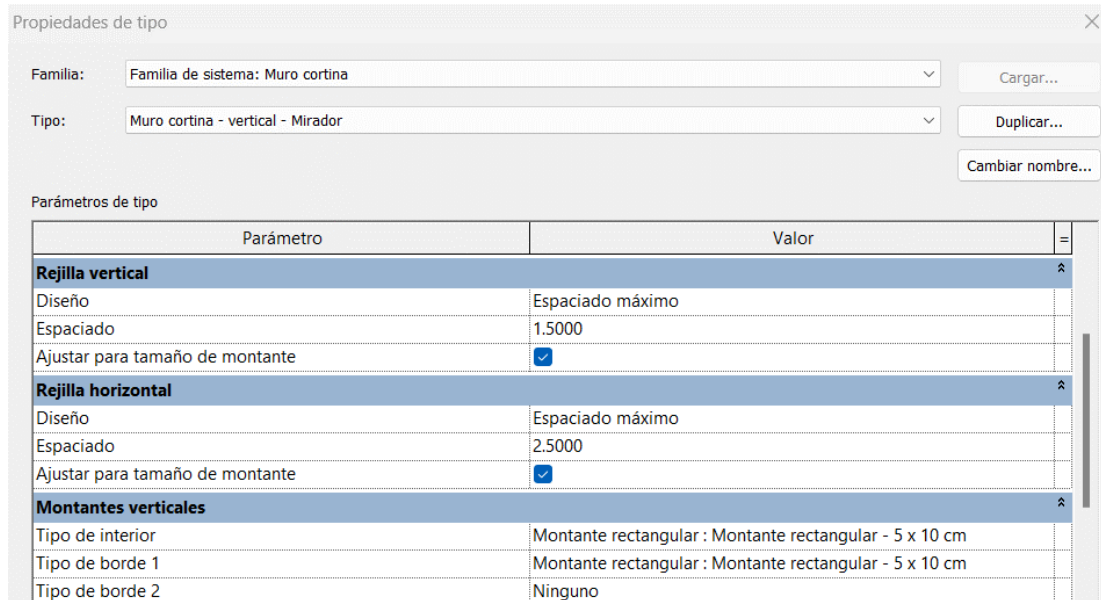 Propiedades de tipo
Familia: Familia de sistema: Muro cortina Cargar...
Tipo: Muro cortina - vertical - Mirador Duplicar...
Cambiar nombre...
Parámetros de tipo
Parámetro Valor =
Rejilla vertical
Diseño Espaciado máximo
Espaciado 1.5000
Ajustar para tamaño de montante
Rejilla horizontal
Diseño Espaciado máximo
Espaciado 2.5000
Ajustar para tamaño de montante
Montantes verticales
Tipo de interior Montante rectangular : Montante rectangular - 5 x 10 cm
Tipo de borde 1 Montante rectangular : Montante rectangular - 5 x 10 cm
Tipo de borde 2 Ninguno